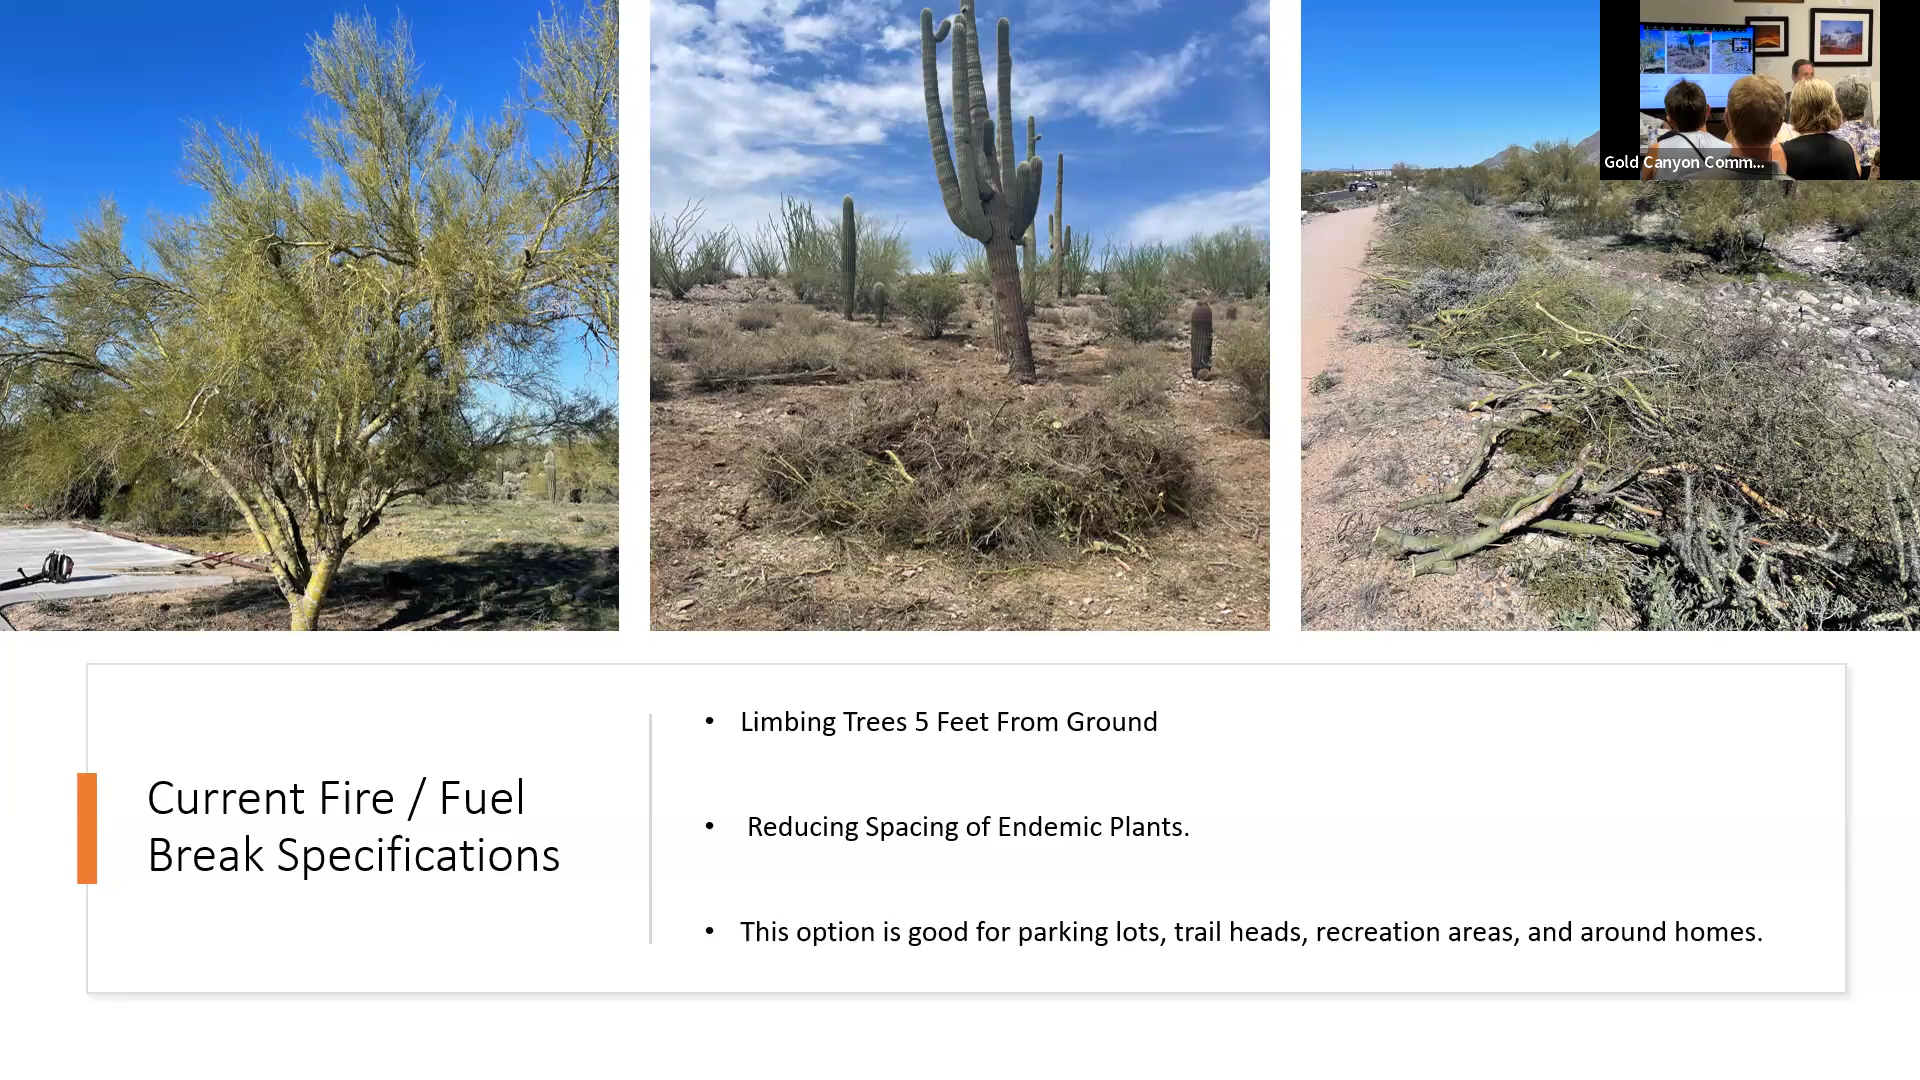 Gold Canyon Comm...
Current Fire / Fuel
Break Specifications
• Limbing Trees 5 Feet From Ground
• Reducing Spacing of Endemic Plants.
• This option is good for parking lots, trail heads, recreation areas, and around homes.